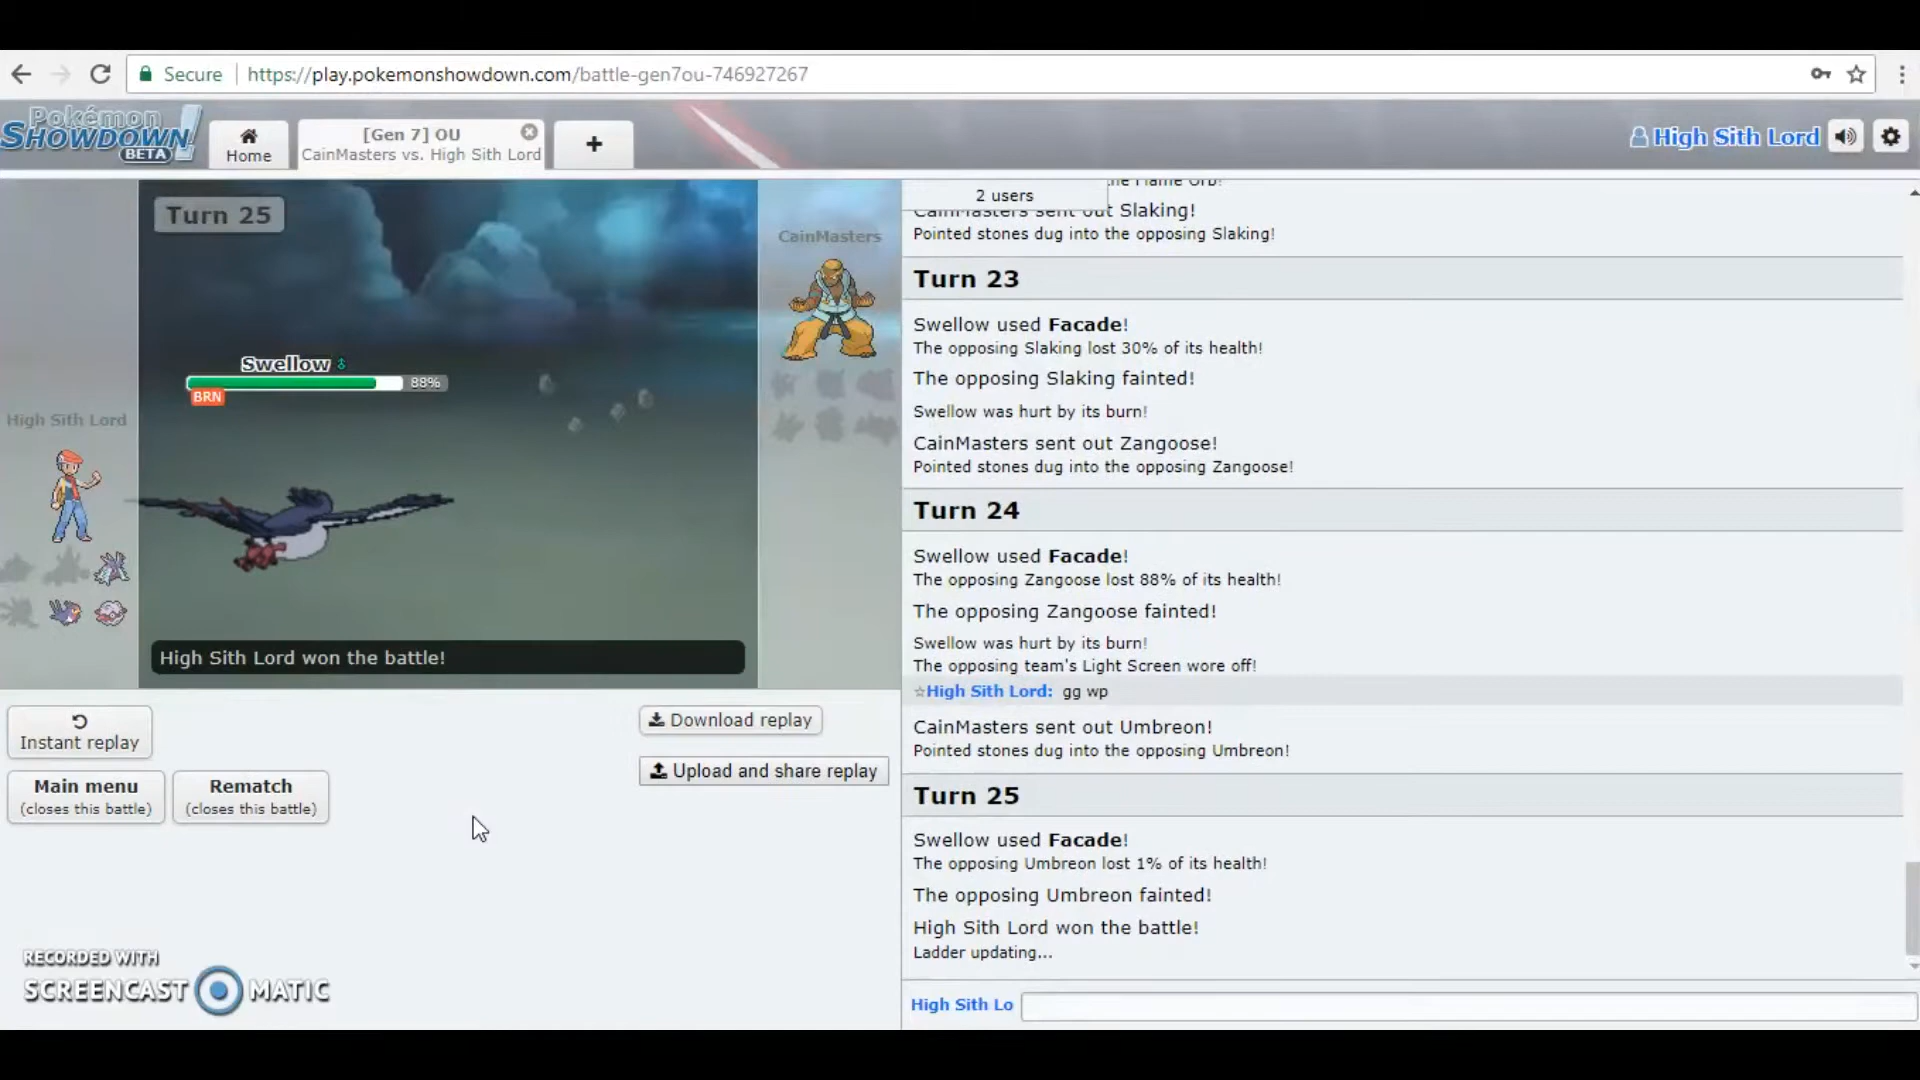 Secure
https://play.pokemonshowdown.com/battle-gen7ou-746927267
Pokémon
SHOWDOWN!
BETA
Home
[Gen 7] OU
CainMasters vs. High Sith Lord
+
High Sith Lord
Turn 25
CainMasters
Swellow
88%
BRN
High Sith Lord
High Sith Lord won the battle!
Instant replay
Download replay
Upload and share replay
Main menu
(closes this battle)
Rematch
(closes this battle)
RECORDED WITH
SCREENCAST MATIC
2 users
Flame Orb!
CainMasters sent out Slaking!
Pointed stones dug into the opposing Slaking!
Turn 23
Swellow used Facade!
The opposing Slaking lost 30% of its health!
The opposing Slaking fainted!
Swellow was hurt by its burn!
CainMasters sent out Zangoose!
Pointed stones dug into the opposing Zangoose!
Turn 24
Swellow used Facade!
The opposing Zangoose lost 88% of its health!
The opposing Zangoose fainted!
Swellow was hurt by its burn!
The opposing team's Light Screen wore off!
☆High Sith Lord: gg wp
CainMasters sent out Umbreon!
Pointed stones dug into the opposing Umbreon!
Turn 25
Swellow used Facade!
The opposing Umbreon lost 1% of its health!
The opposing Umbreon fainted!
High Sith Lord won the battle!
Ladder updating...
High Sith Lo